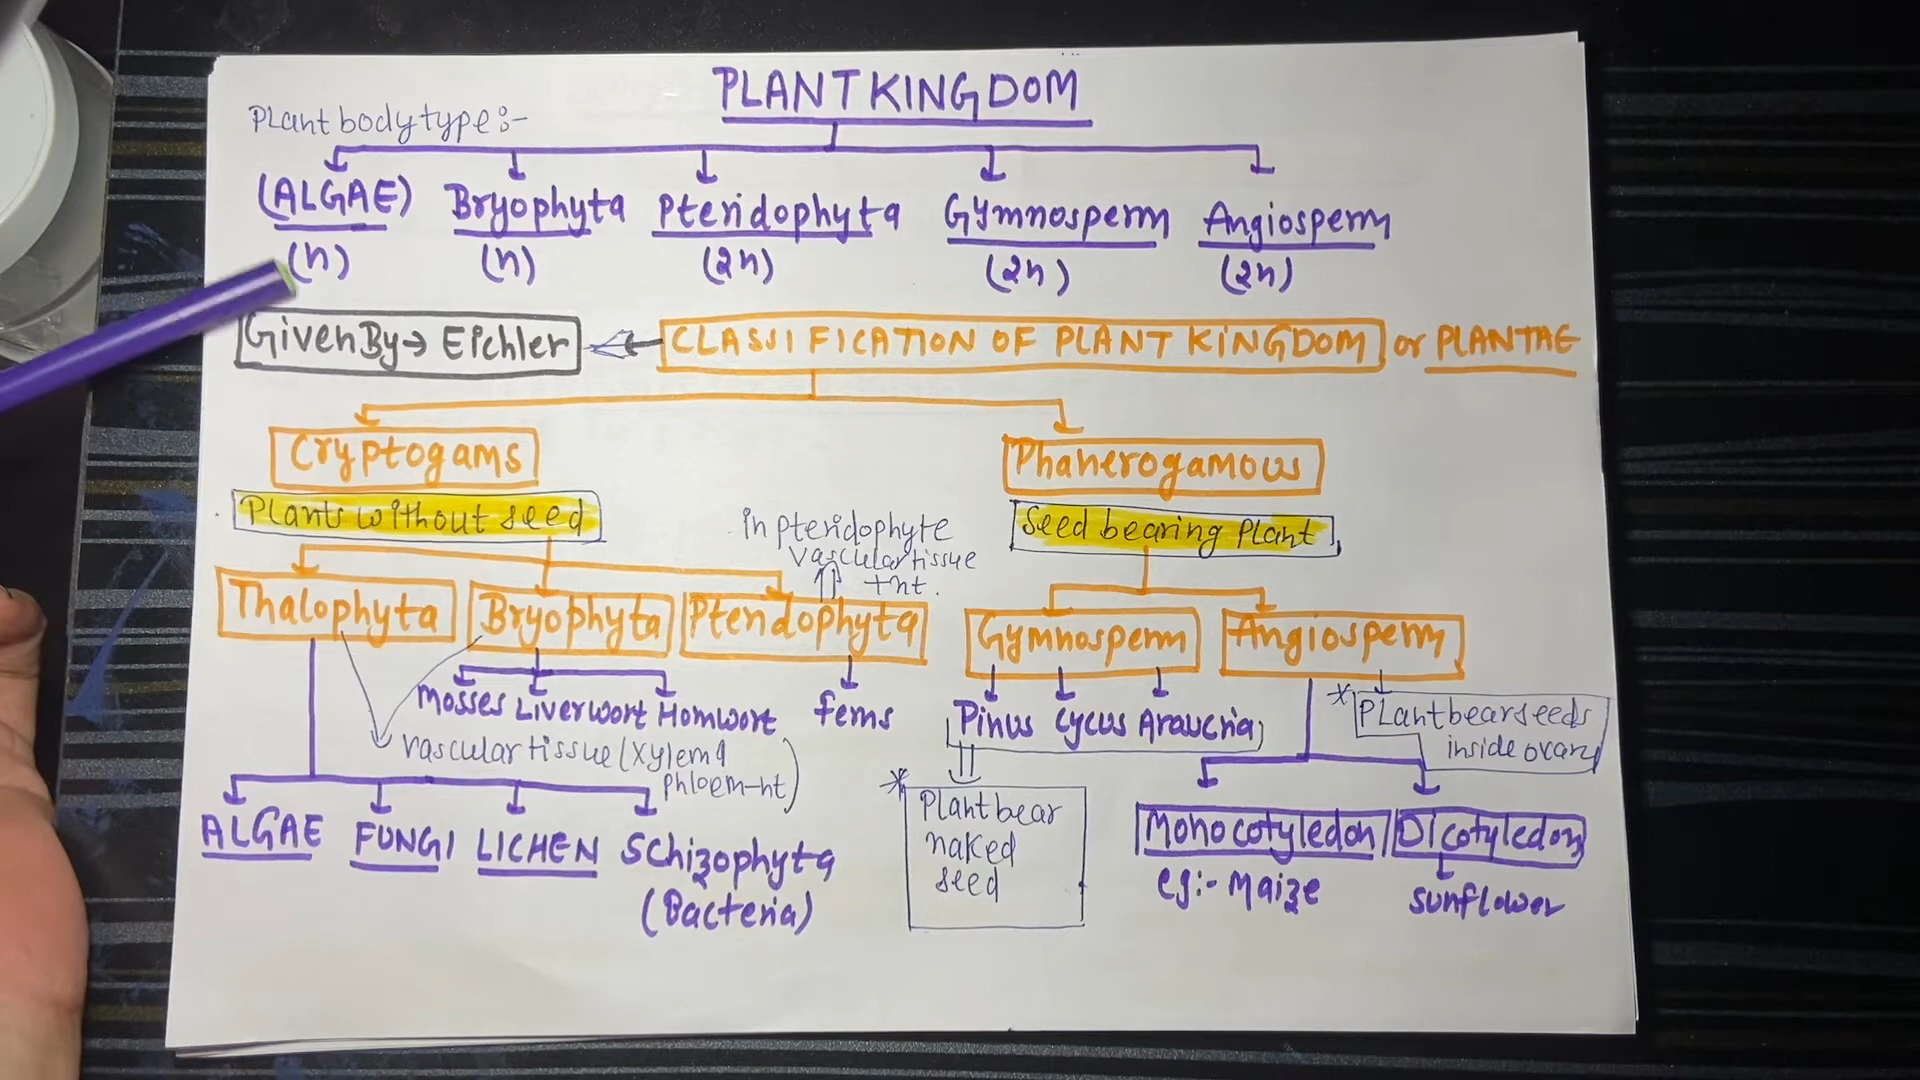 PLANT KINGDOM
Plant body type :-
(ALGAE) Bryophyta Pteridophyta Gymnosperm Angiosperm
(n) (n) (2n) (2n) (2n)
Given By → Eichler ← CLASSIFICATION OF PLANT KINGDOM or PLANTAE
Cryptogams Phanerogamous
Plants without seed Seed bearing Plant
in pteridophyte
vascular tissue
+nt.
Thalophyta Bryophyta Pteridophyta Gymnosperm Angiosperm
Mosses Liverwort Hornwort ferns
Pinus Cycus Araucria
* Plant bear seeds
inside ovary
vascular tissue (xylem &
phloem-nt)
ALGAE FUNGI LICHEN Schizophyta
(Bacteria)
* Plant bear
naked
seed
Monocotyledon Dicotyledon
eg:- Maize sunflower